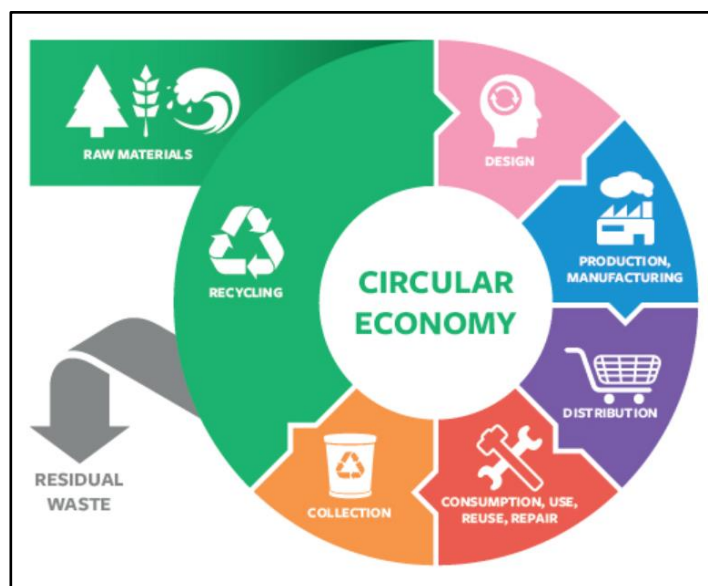 RAW MATERIALS
DESIGN
PRODUCTION,
MANUFACTURING
RECYCLING
CIRCULAR
ECONOMY
DISTRIBUTION
RESIDUAL
WASTE
COLLECTION
CONSUMPTION, USE,
REUSE, REPAIR